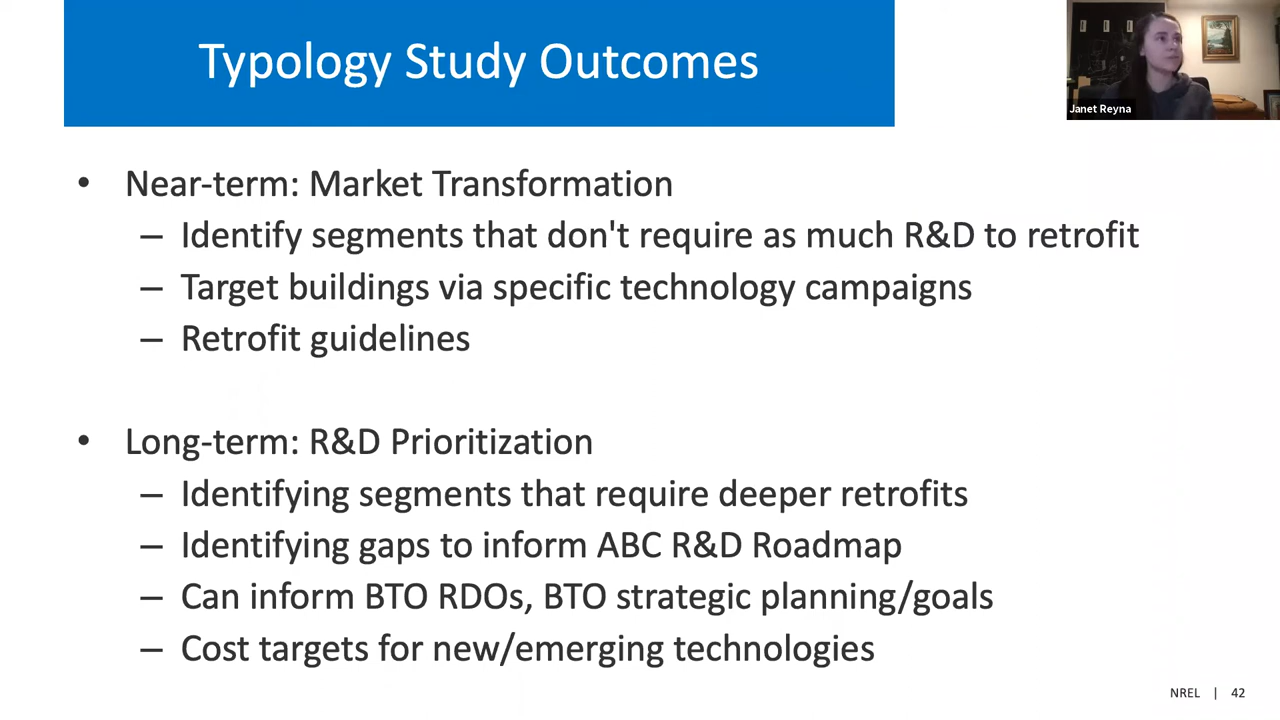 Typology Study Outcomes
Janet Reyna
• Near-term: Market Transformation
– Identify segments that don't require as much R&D to retrofit
– Target buildings via specific technology campaigns
– Retrofit guidelines
• Long-term: R&D Prioritization
– Identifying segments that require deeper retrofits
– Identifying gaps to inform ABC R&D Roadmap
– Can inform BTO RDOs, BTO strategic planning/goals
– Cost targets for new/emerging technologies
NREL | 42